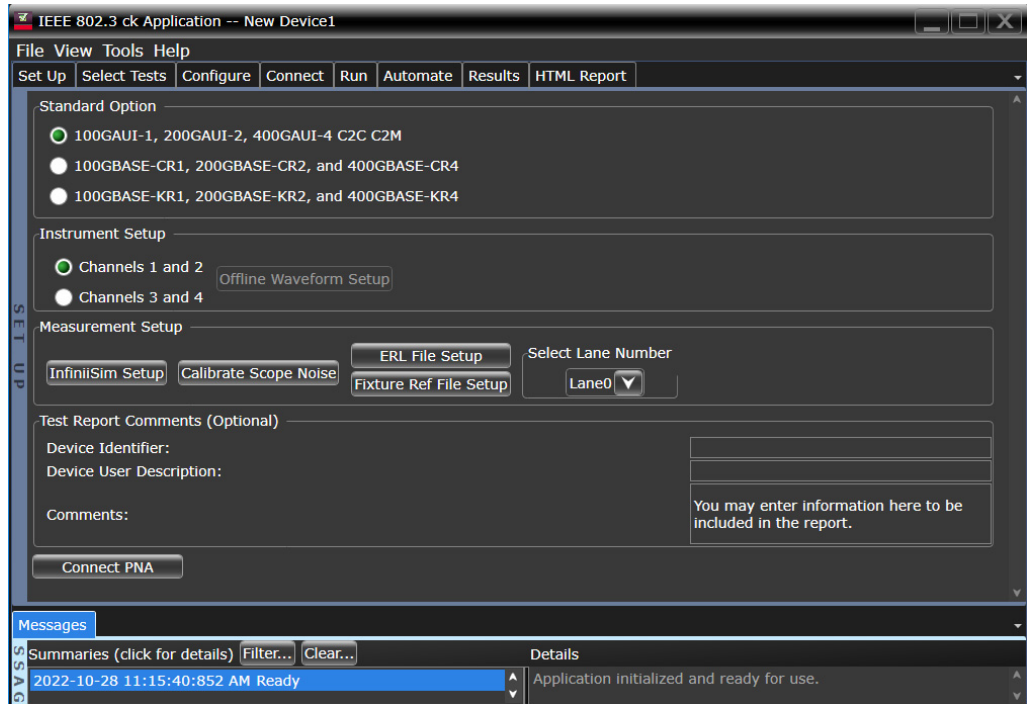 IEEE 802.3 ck Application -- New Device1
File View Tools Help
Set Up Select Tests Configure Connect Run Automate Results HTML Report
Standard Option
100GAUI-1, 200GAUI-2, 400GAUI-4 C2C C2M
100GBASE-CR1, 200GBASE-CR2, and 400GBASE-CR4
100GBASE-KR1, 200GBASE-KR2, and 400GBASE-KR4
Instrument Setup
Channels 1 and 2
Offline Waveform Setup
Channels 3 and 4
SET UP
Measurement Setup
InfiniiSim Setup Calibrate Scope Noise
ERL File Setup
Fixture Ref File Setup
Select Lane Number
Lane0
Test Report Comments (Optional)
Device Identifier:
Device User Description:
Comments:
You may enter information here to be
included in the report.
Connect PNA
Messages
SSAG
Summaries (click for details) Filter... Clear...
Details
2022-10-28 11:15:40:852 AM Ready
Application initialized and ready for use.